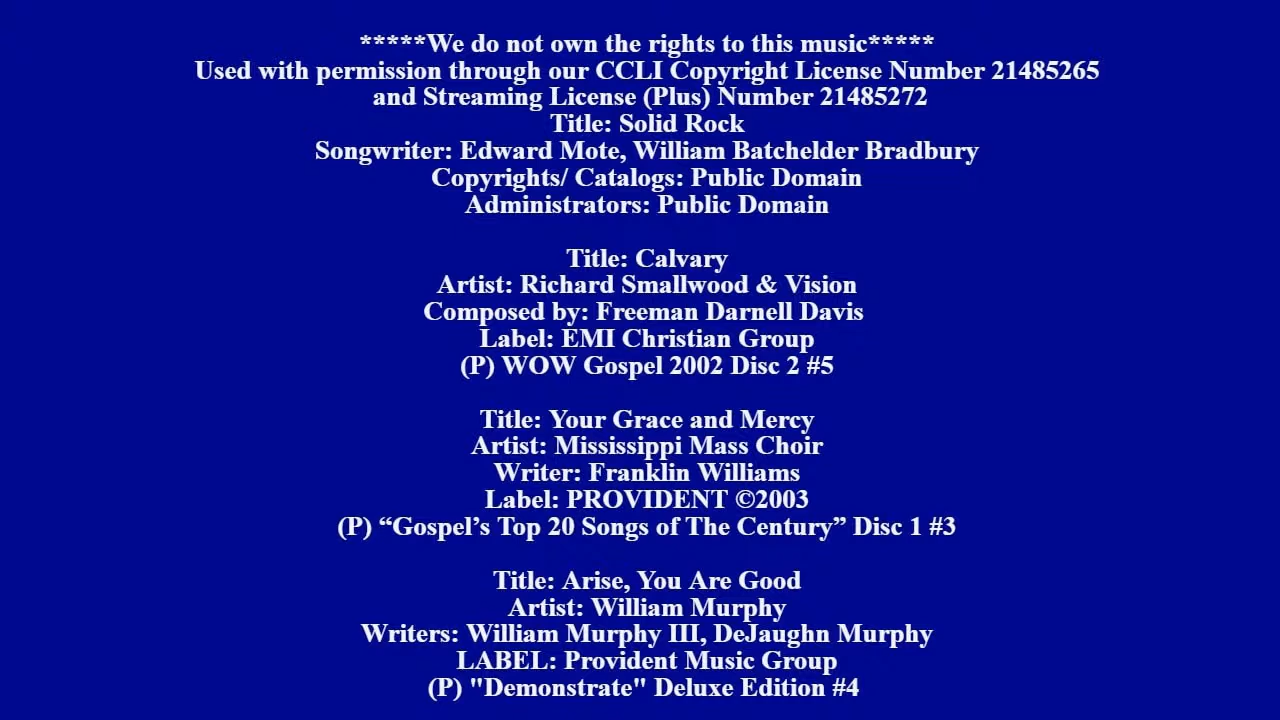 *****We do not own the rights to this music*****
Used with permission through our CCLI Copyright License Number 21485265
and Streaming License (Plus) Number 21485272
Title: Solid Rock
Songwriter: Edward Mote, William Batchelder Bradbury
Copyrights/ Catalogs: Public Domain
Administrators: Public Domain
Title: Calvary
Artist: Richard Smallwood & Vision
Composed by: Freeman Darnell Davis
Label: EMI Christian Group
(P) WOW Gospel 2002 Disc 2 #5
Title: Your Grace and Mercy
Artist: Mississippi Mass Choir
Writer: Franklin Williams
Label: PROVIDENT ©2003
(P) “Gospel’s Top 20 Songs of The Century” Disc 1 #3
Title: Arise, You Are Good
Artist: William Murphy
Writers: William Murphy III, DeJaughn Murphy
LABEL: Provident Music Group
(P) "Demonstrate" Deluxe Edition #4